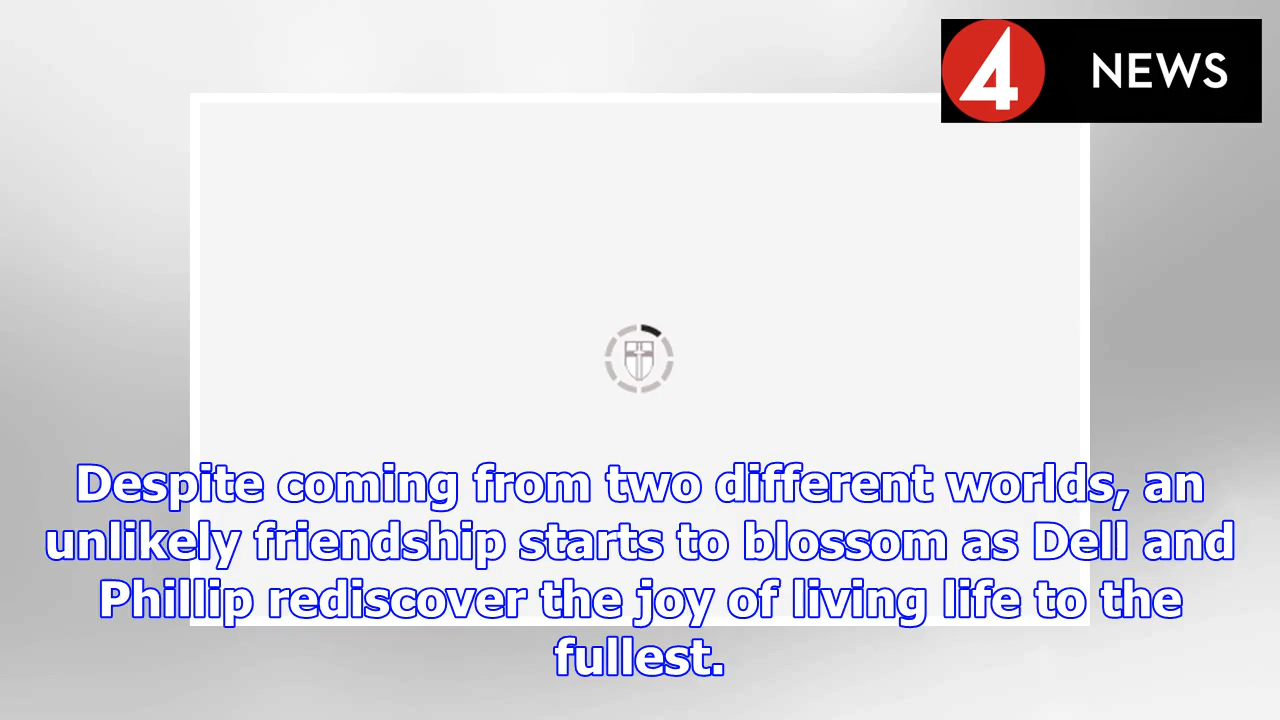 4 NEWS
Despite coming from two different worlds, an
unlikely friendship starts to blossom as Dell and
Phillip rediscover the joy of living life to the
fullest.